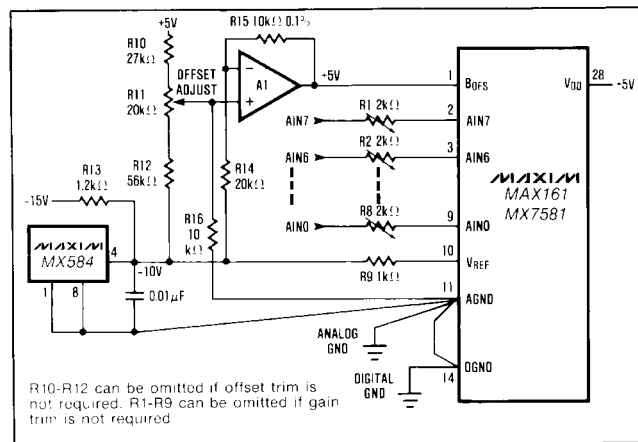 R15 10kΩ 0.1%
+5V
R10
27kΩ
OFFSET
ADJUST
R11
20kΩ
A1
−
+
+5V
1
BOFS
VDD
28
+5V
R1 2kΩ
AIN7
2
AIN7
R2 2kΩ
AIN6
3
AIN6
MAXIM
MAX161
MX7581
R12
56kΩ
R14
20kΩ
R13
1.2kΩ
−15V
R16
10
kΩ
R8 2kΩ
AIN0
9
AIN0
MAXIM
MX584
4
−10V
10
VREF
R9 1kΩ
1
8
0.01µF
11
AGND
ANALOG
GND
DIGITAL
GND
14
DGND
R10-R12 can be omitted if offset trim is
not required. R1-R9 can be omitted if gain
trim is not required